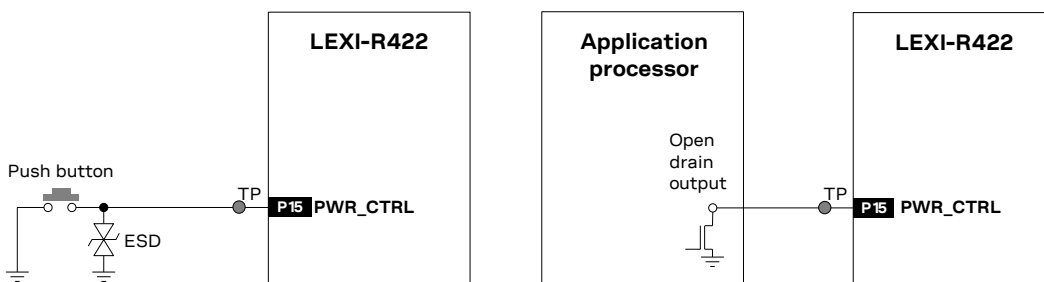 LEXI-R422
Push button
TP
P15 PWR_CTRL
ESD
Application
processor
LEXI-R422
Open
drain
output
TP
P15 PWR_CTRL